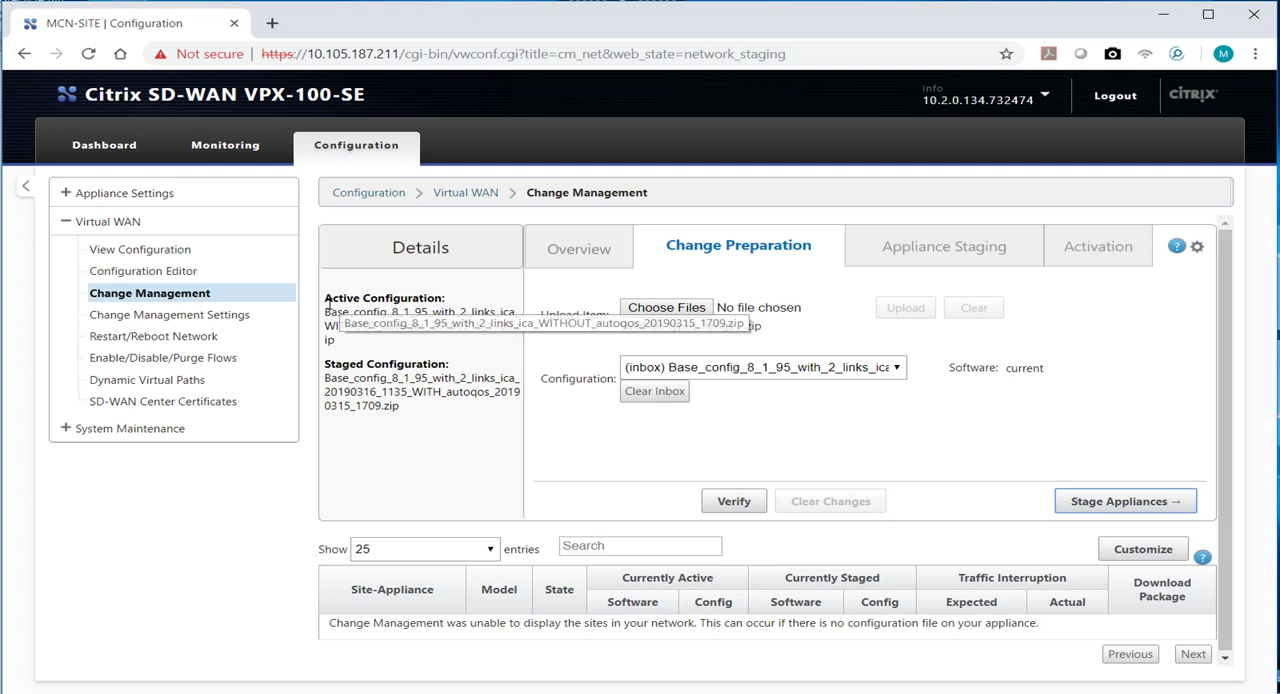 MCN-SITE | Configuration
Not secure | https://10.105.187.211/cgi-bin/vwconf.cgi?title=cm_net&web_state=network_staging
M
Citrix SD-WAN VPX-100-SE
Info
10.2.0.134.732474
Logout
CITRIX
Dashboard
Monitoring
Configuration
+ Appliance Settings
− Virtual WAN
View Configuration
Configuration Editor
Change Management
Change Management Settings
Restart/Reboot Network
Enable/Disable/Purge Flows
Dynamic Virtual Paths
SD-WAN Center Certificates
+ System Maintenance
Configuration > Virtual WAN > Change Management
Details
Overview
Change Preparation
Appliance Staging
Activation
?
Active Configuration:
Base_config_8_1_95_with_2_links_ica_
WI
ip
Base_config_8_1_95_with_2_links_ica_WITHOUT_autoqos_20190315_1709.zip
Staged Configuration:
Base_config_8_1_95_with_2_links_ica_
20190316_1135_WITH_autoqos_20190
315_1709.zip
Upload Item:
Choose Files No file chosen
Upload
Clear
zip
Configuration:
(inbox) Base_config_8_1_95_with_2_links_ica
Software: current
Clear Inbox
Verify
Clear Changes
Stage Appliances →
Show 25 entries
Search
Customize
?
Site-Appliance
Model
State
Currently Active
Software
Config
Currently Staged
Software
Config
Traffic Interruption
Expected
Actual
Download
Package
Change Management was unable to display the sites in your network. This can occur if there is no configuration file on your appliance.
Previous
Next